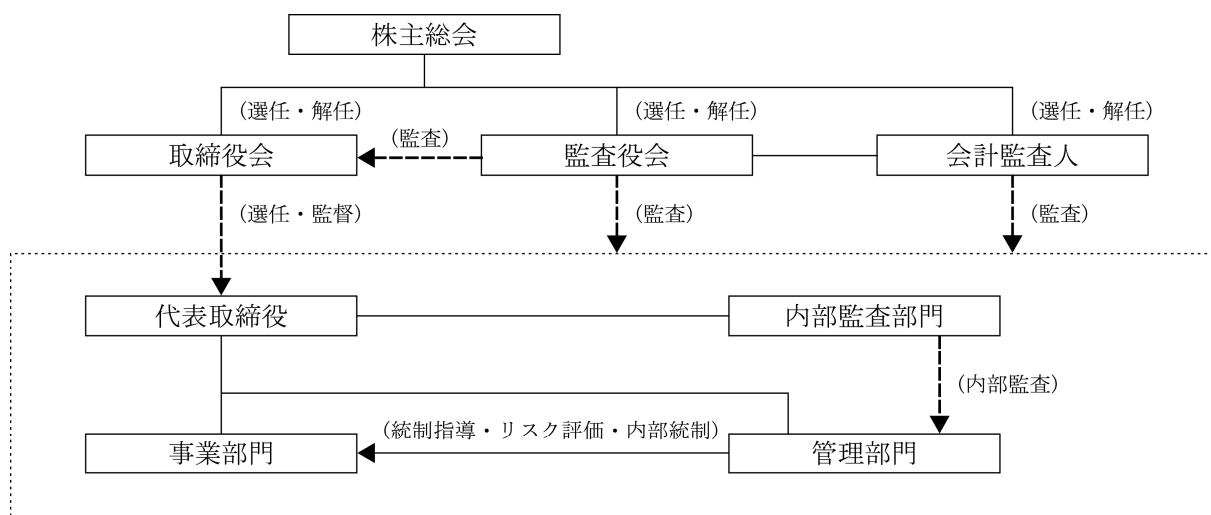 株主総会
(選任・解任)
(選任・解任)
(選任・解任)
(監査)
取締役会
監査役会
会計監査人
(選任・監督)
(監査)
(監査)
代表取締役
内部監査部門
(内部監査)
(統制指導・リスク評価・内部統制)
事業部門
管理部門